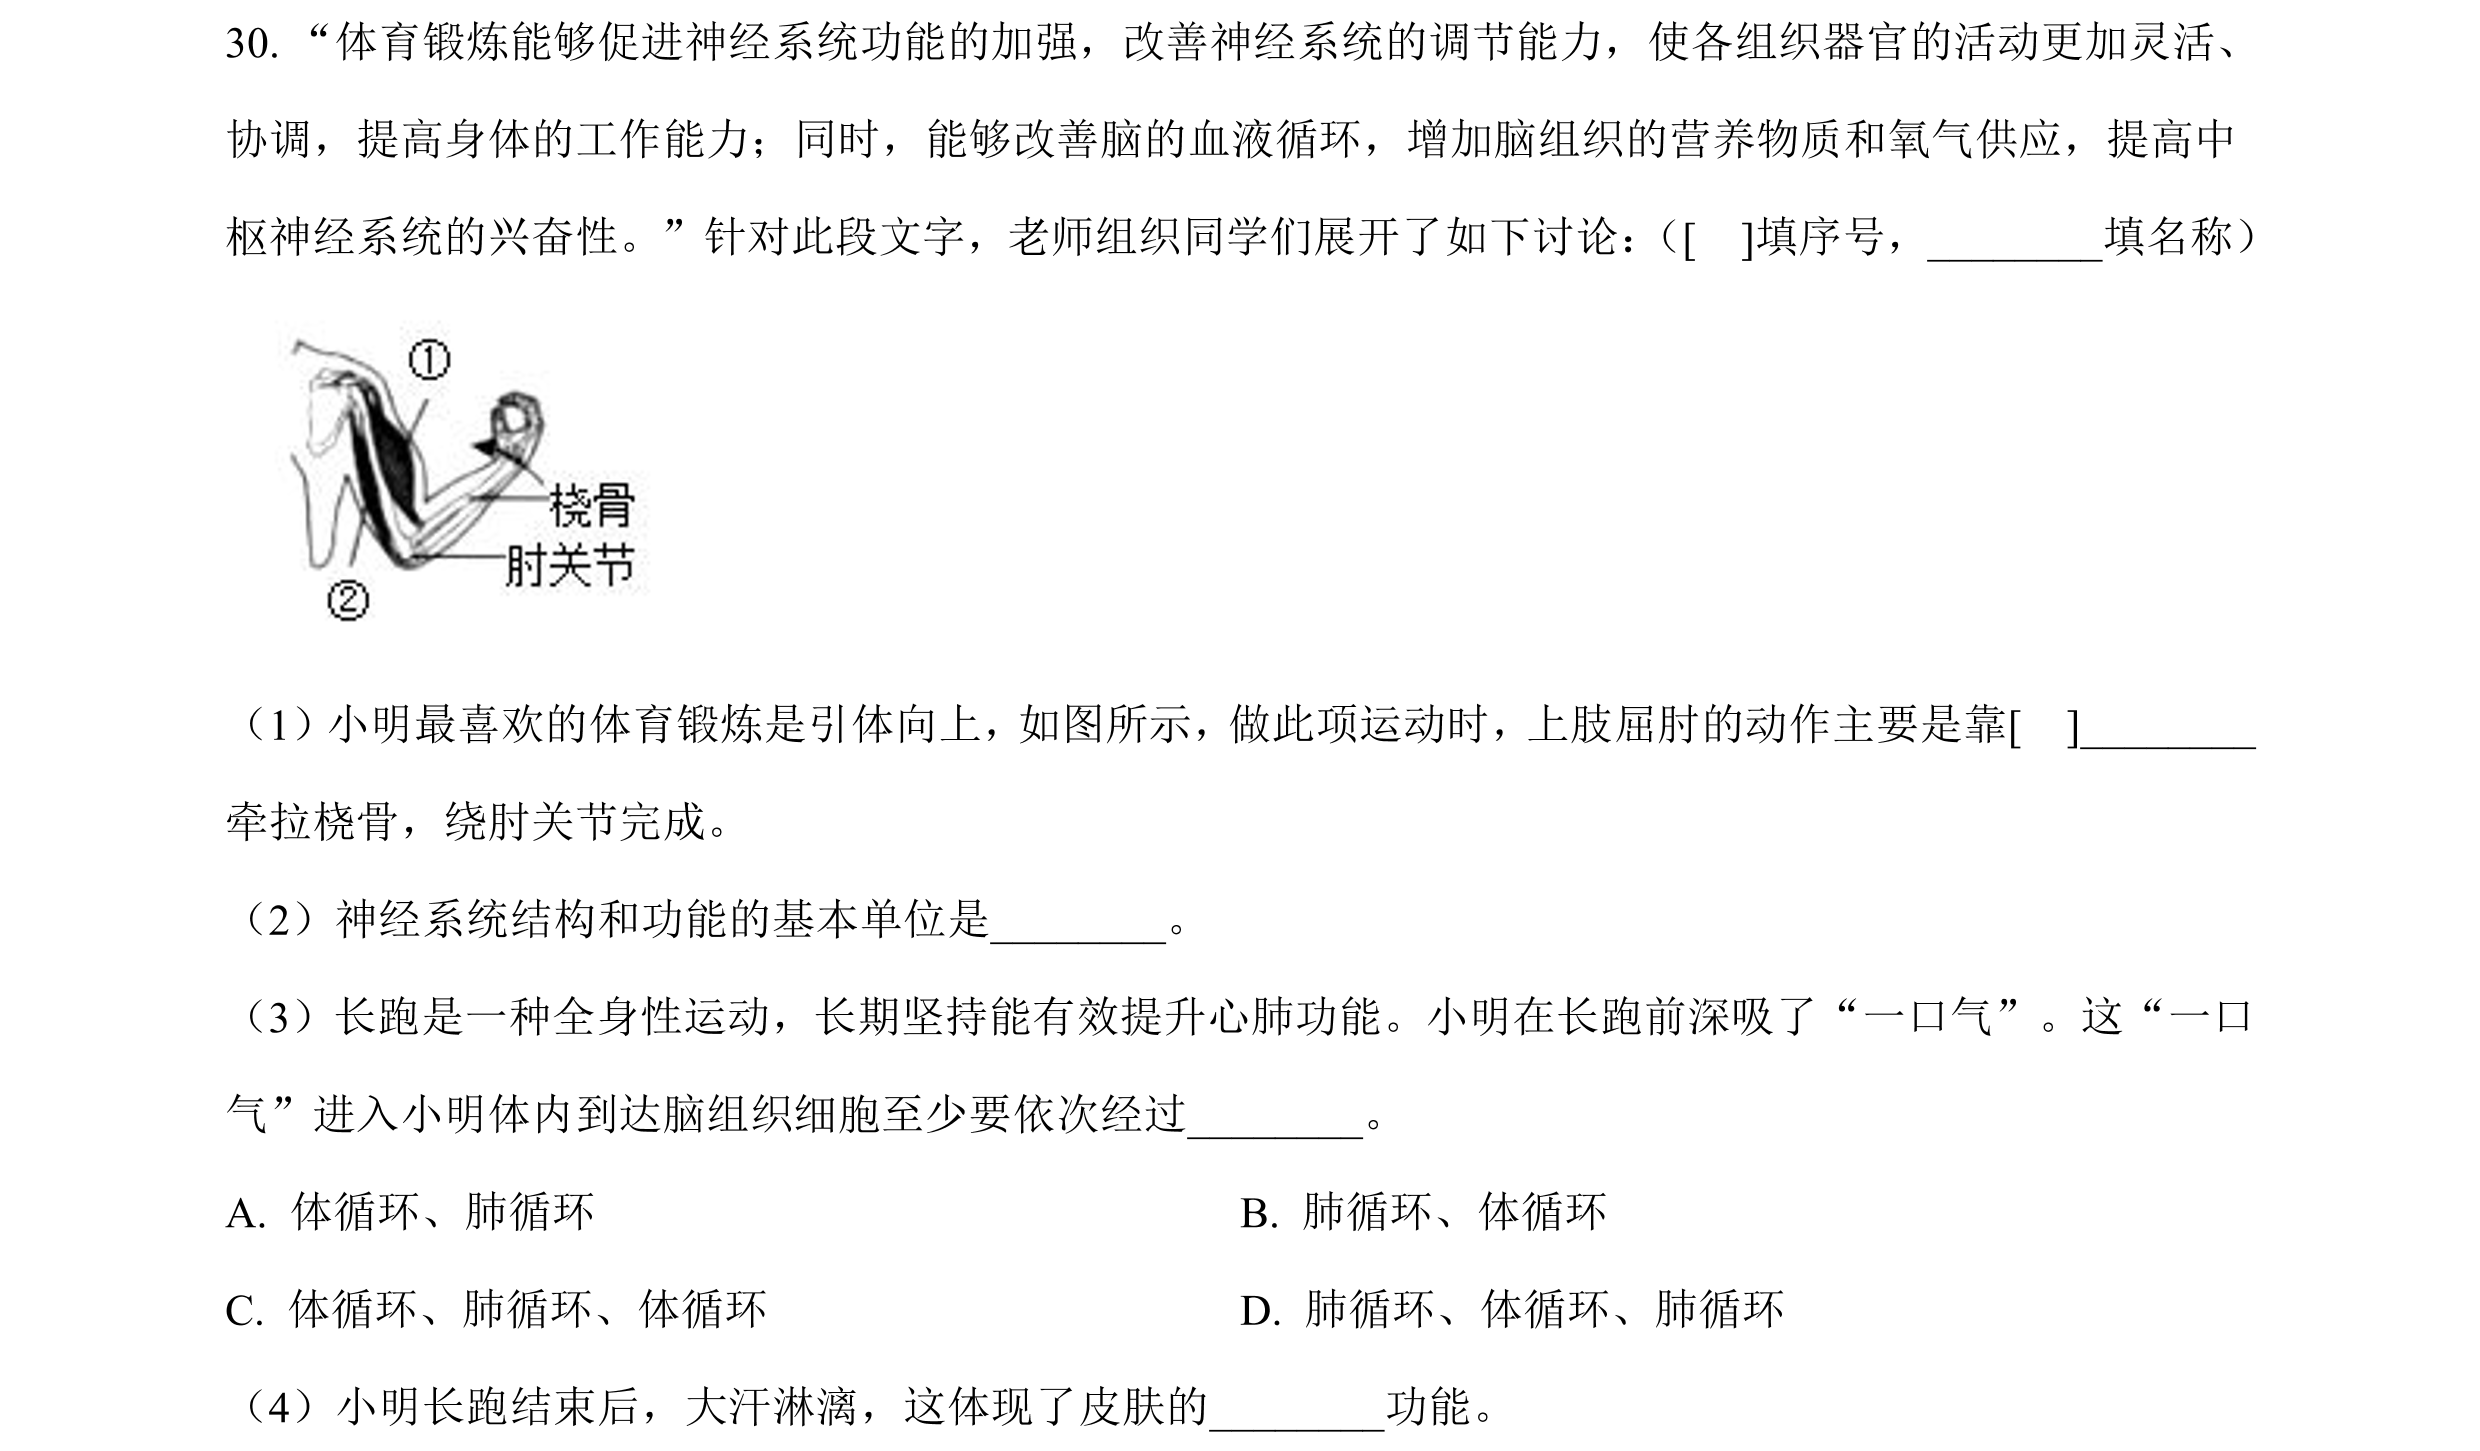 30. “体育锻炼能够促进神经系统功能的加强，改善神经系统的调节能力，使各组织器官的活动更加灵活、
协调，提高身体的工作能力；同时，能够改善脑的血液循环，增加脑组织的营养物质和氧气供应，提高中
枢神经系统的兴奋性。”针对此段文字，老师组织同学们展开了如下讨论：（[　]填序号，________填名称）
①
桡骨
肘关节
②
（1）小明最喜欢的体育锻炼是引体向上，如图所示，做此项运动时，上肢屈肘的动作主要是靠[　]________
牵拉桡骨，绕肘关节完成。
（2）神经系统结构和功能的基本单位是________。
（3）长跑是一种全身性运动，长期坚持能有效提升心肺功能。小明在长跑前深吸了“一口气”。这“一口
气”进入小明体内到达脑组织细胞至少要依次经过________。
A. 体循环、肺循环 B. 肺循环、体循环
C. 体循环、肺循环、体循环 D. 肺循环、体循环、肺循环
（4）小明长跑结束后，大汗淋漓，这体现了皮肤的________功能。